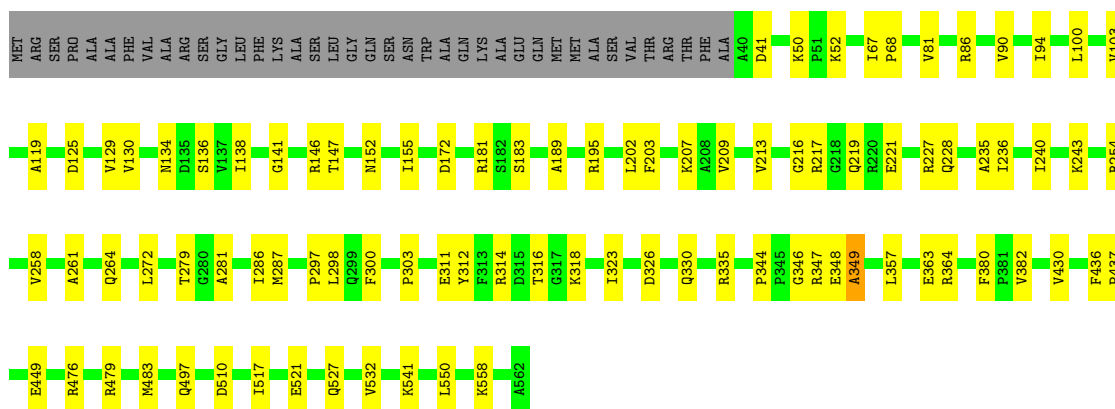 MET ARG SER PRO ALA ALA PHE VAL ALA ARG SER GLY LEU PHE LYS ALA SER LEU GLY GLN SER ASN TRP ALA GLN LYS ALA GLU GLN MET MET ALA SER VAL THR ARG THR PHE ALA A40 D41 K50 P51 K52 I67 P68 V81 R86 V90 I94 L100 V103
A119 D125 V129 V130 N134 D135 S136 V137 I138 G141 R146 T147 N152 I155 D172 R181 S182 S183 A189 R195 L202 F203 K207 A208 V209 V213 G216 R217 G218 Q219 R220 E221 R227 Q228 A235 I236 I240 K243 R254
V258 A261 Q264 L272 T279 G280 A281 I286 M287 P297 L298 Q299 F300 P303 E311 Y312 F313 R314 D315 T316 G317 K318 I323 D326 Q330 R335 P344 P345 G346 R347 E348 A349 L357 E363 R364 F380 P381 V382 V430 F436
E449 R476 R479 M483 Q497 D510 I517 E521 Q527 V532 K541 L550 K558 A562